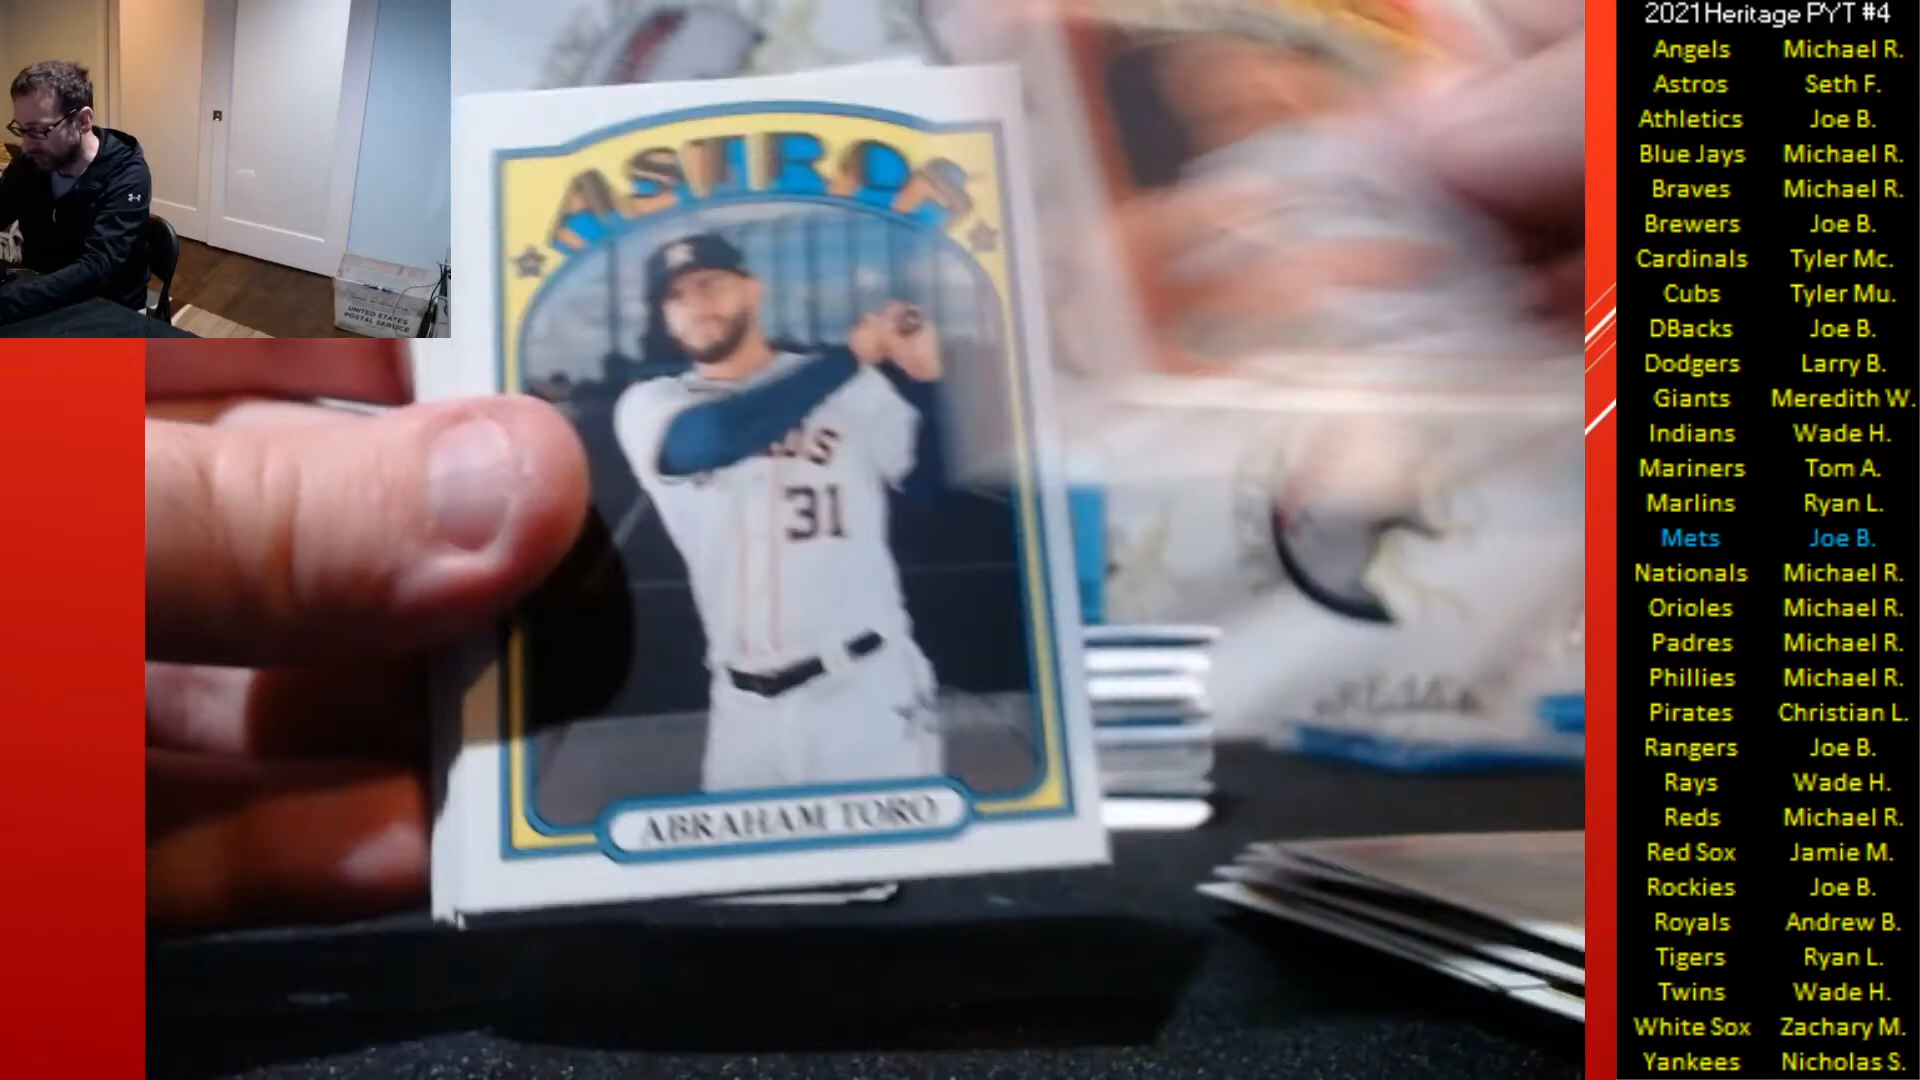 UNITED STATES
POSTAL SERVICE
ASTROS
31
ABRAHAM TORO
2021 Heritage PYT #4
Angels Michael R.
Astros Seth F.
Athletics Joe B.
Blue Jays Michael R.
Braves Michael R.
Brewers Joe B.
Cardinals Tyler Mc.
Cubs Tyler Mu.
DBacks Joe B.
Dodgers Larry B.
Giants Meredith W.
Indians Wade H.
Mariners Tom A.
Marlins Ryan L.
Mets Joe B.
Nationals Michael R.
Orioles Michael R.
Padres Michael R.
Phillies Michael R.
Pirates Christian L.
Rangers Joe B.
Rays Wade H.
Reds Michael R.
Red Sox Jamie M.
Rockies Joe B.
Royals Andrew B.
Tigers Ryan L.
Twins Wade H.
White Sox Zachary M.
Yankees Nicholas S.